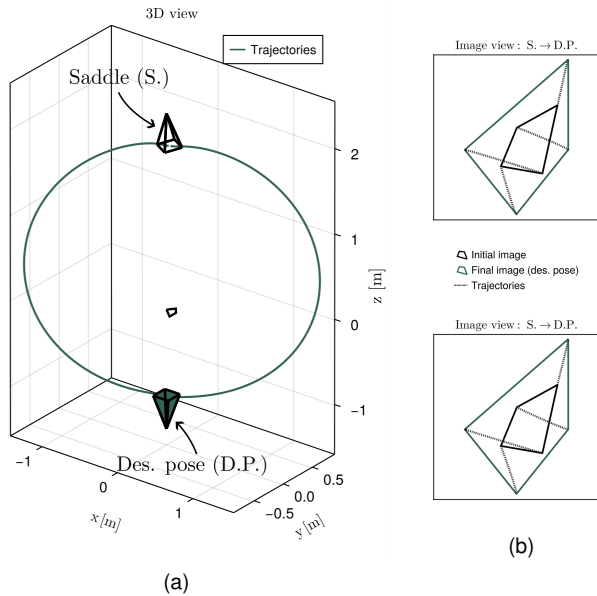 3D view
Trajectories
Saddle (S.)
2
1
0
−1
z [m]
Des. pose (D.P.)
−1
0
1
x [m]
−0.5
0.0
0.5
y [m]
(a)
Image view: S. → D.P.
Initial image
Final image (des. pose)
Trajectories
Image view: S. → D.P.
(b)